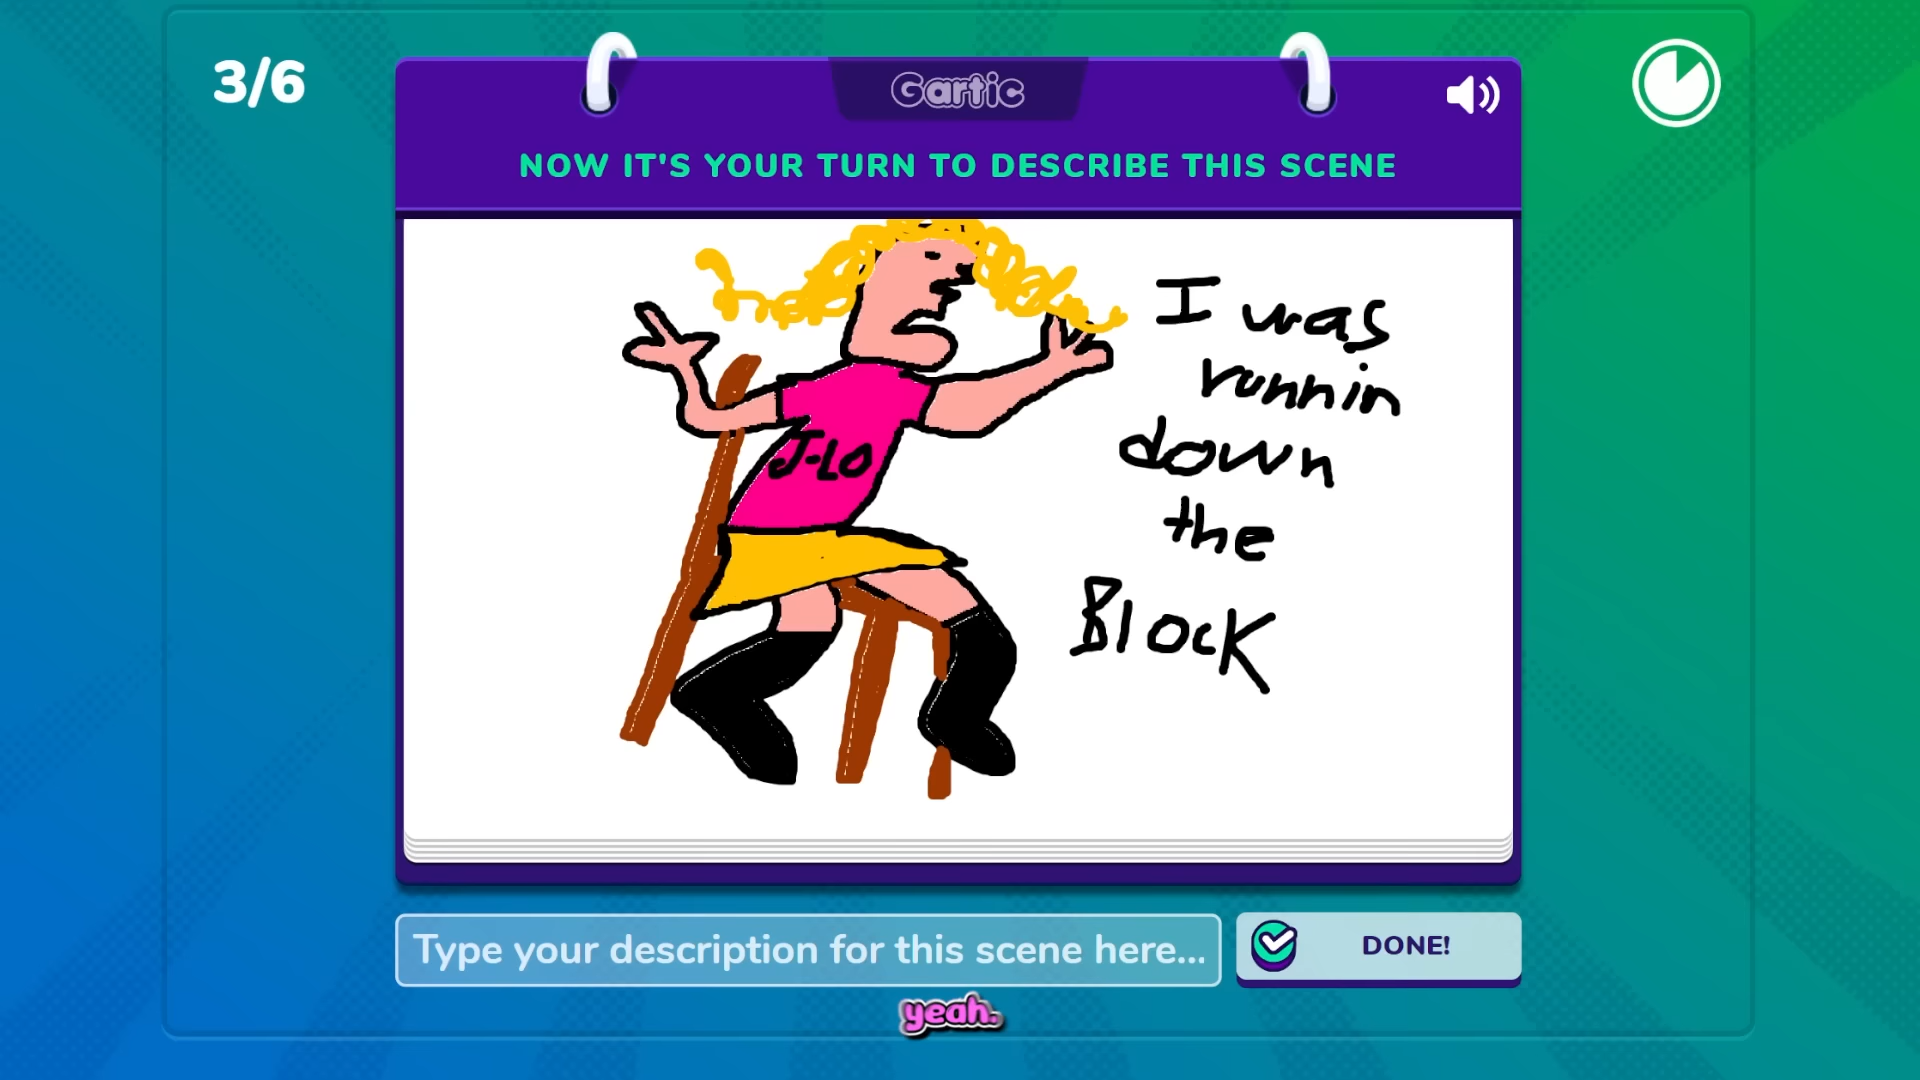 3/6
Gartic
NOW IT'S YOUR TURN TO DESCRIBE THIS SCENE
J-LO
I was
runnin
down
the
Block
Type your description for this scene here...
DONE!
yeah.